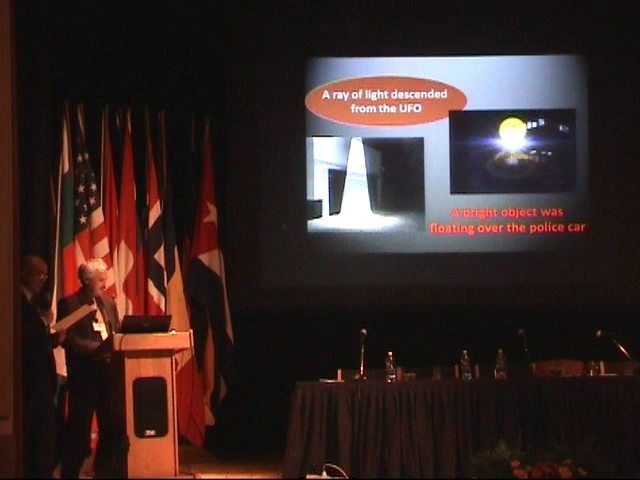 A ray of light descended
from the UFO
A bright object was
floating over the police car